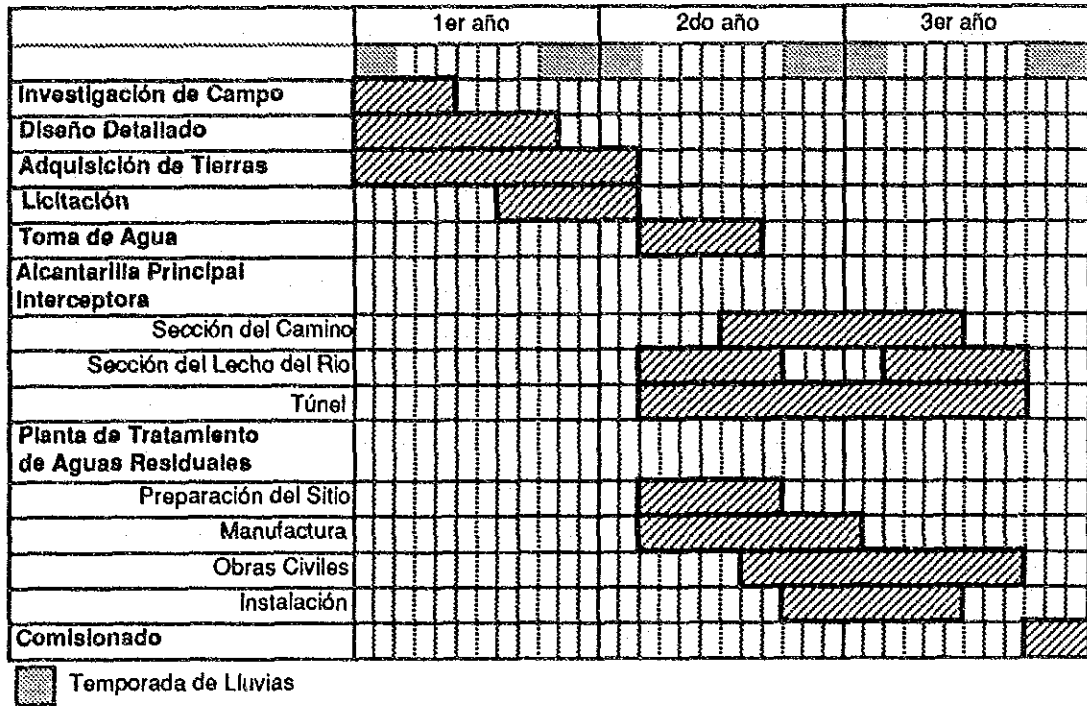 1er año 2do año 3er año
Investigación de Campo
Diseño Detallado
Adquisición de Tierras
Licitación
Toma de Agua
Alcantarilla Principal
Interceptora
Sección del Camino
Sección del Lecho del Rio
Túnel
Planta de Tratamiento
de Aguas Residuales
Preparación del Sitio
Manufactura
Obras Civiles
Instalación
Comisionado
Temporada de Lluvias